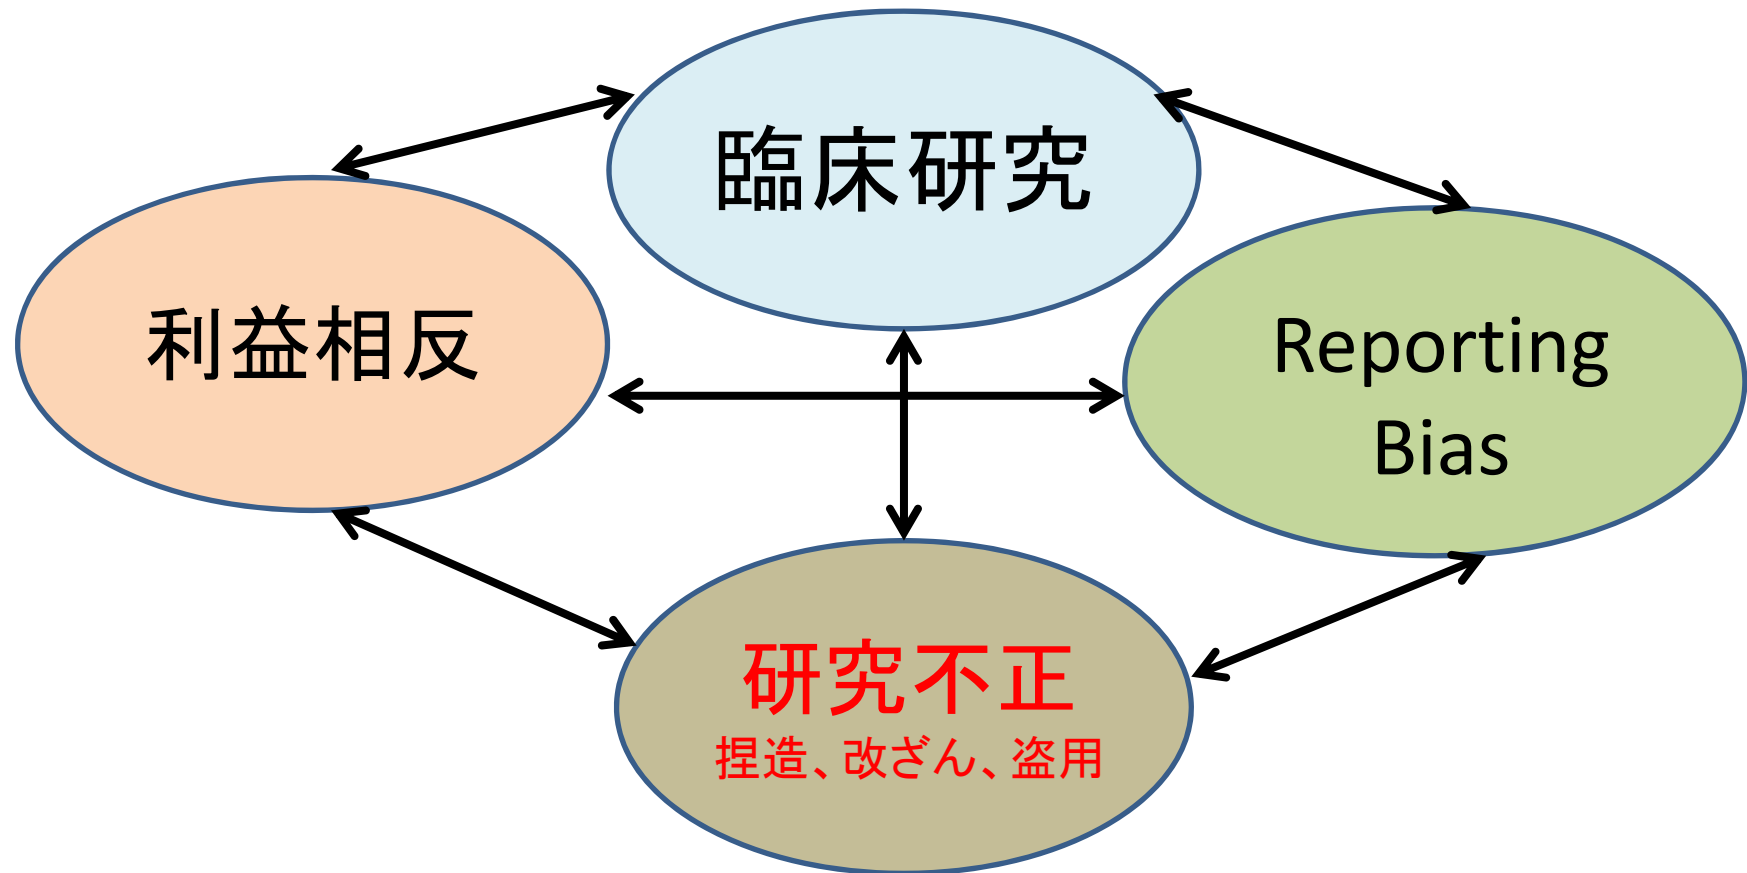 臨床研究
利益相反
Reporting
Bias
研究不正
捏造、改ざん、盗用